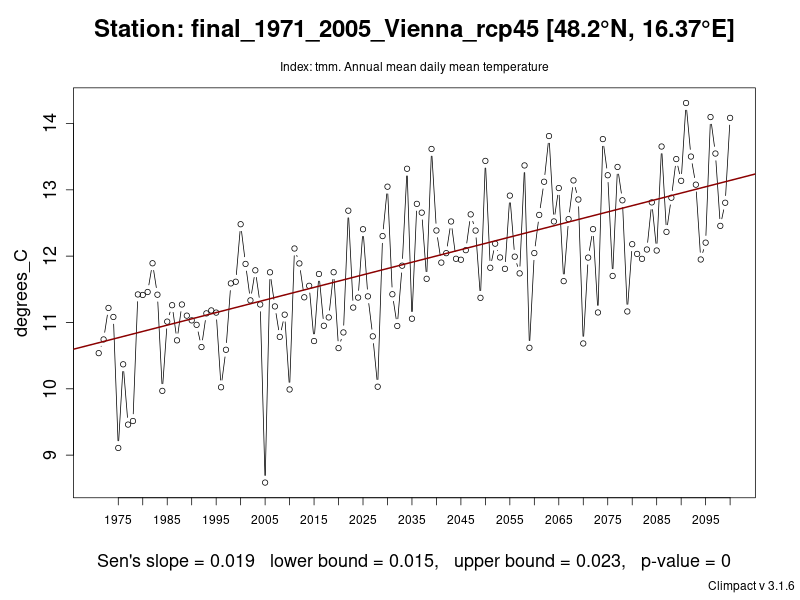 Station: final_1971_2005_Vienna_rcp45 [48.2°N, 16.37°E]
Index: tmm. Annual mean daily mean temperature
degrees_C
14
13
12
11
10
9
1975 1985 1995 2005 2015 2025 2035 2045 2055 2065 2075 2085 2095
Sen's slope = 0.019 lower bound = 0.015, upper bound = 0.023, p-value = 0
Climpact v 3.1.6